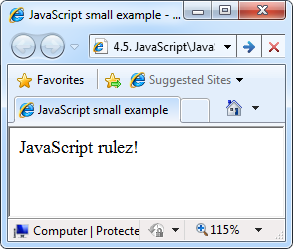 JavaScript small example - ...
4.5. JavaScript\Java
Favorites Suggested Sites
JavaScript small example
JavaScript rulez!
Computer | Protecte 115%